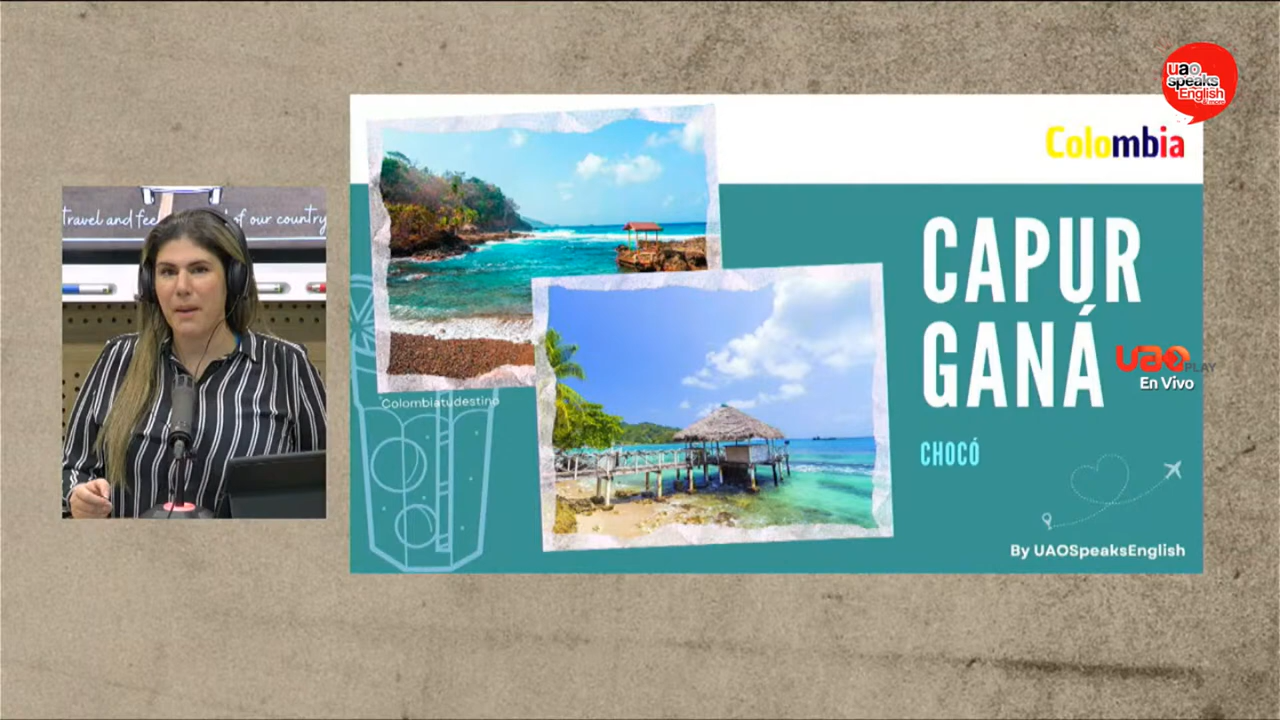 uao
speaks
English
& more
Colombia
travel and fee
of our country
CAPUR
GANÁ
uao PLAY
En Vivo
Colombiatudestino
CHOCÓ
By UAOSpeaksEnglish